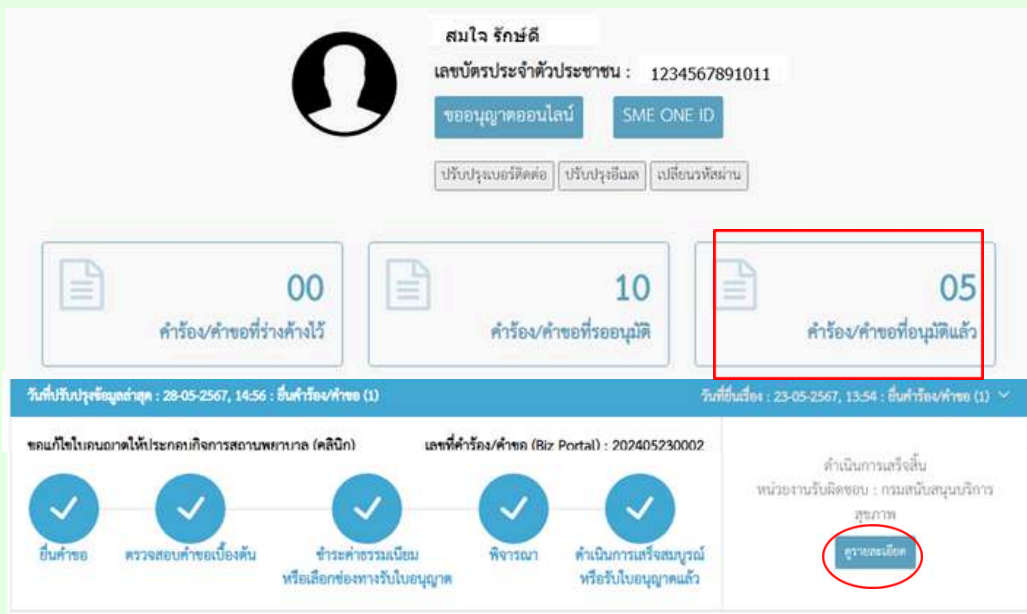 สมใจ รักษ์ดี
เลขบัตรประจำตัวประชาชน : 1234567891011
ขออนุญาตออนไลน์ SME ONE ID
ปรับปรุงเบอร์ติดต่อ ปรับปรุงอีเมล เปลี่ยนรหัสผ่าน
00 10 05
คำร้อง/คำขอที่ร่างค้างไว้ คำร้อง/คำขอที่รออนุมัติ คำร้อง/คำขอที่อนุมัติแล้ว
วันที่ปรับปรุงข้อมูลล่าสุด : 28-05-2567, 14:56 : ยื่นคำร้อง/คำขอ (1) วันที่ยื่นเรื่อง : 23-05-2567, 13:54 : ยื่นคำร้อง/คำขอ (1)
ขอแก้ไขใบอนุญาตให้ประกอบกิจการสถานพยาบาล (คลินิก) เลขที่คำร้อง/คำขอ (Biz Portal) : 202405230002
ยื่นคำขอ ตรวจสอบคำขอเบื้องต้น ชำระค่าธรรมเนียม พิจารณา ดำเนินการเสร็จสมบูรณ์
หรือเลือกช่องทางรับใบอนุญาต หรือรับใบอนุญาตแล้ว
ดำเนินการเสร็จสิ้น
หน่วยงานรับผิดชอบ : กรมสนับสนุนบริการ
สุขภาพ
ดูรายละเอียด